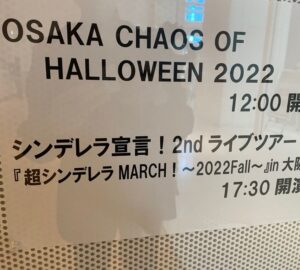 OSAKA CHAOS OF
HALLOWEEN 2022
12:00 開
シンデレラ宣言！2nd ライブツアー
『超シンデレラ MARCH！～2022Fall～』in 大阪
17:30 開演